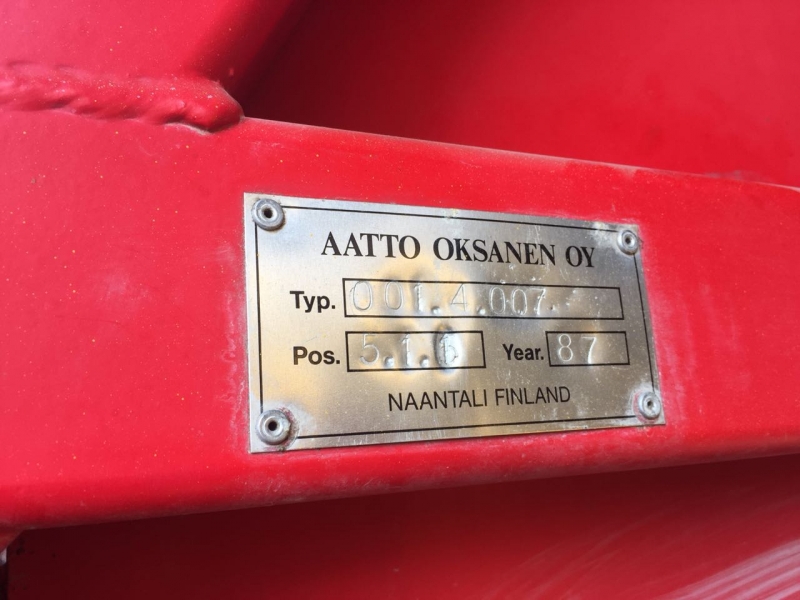 AATTO OKSANEN OY
Typ. 001.4.007.
Pos. 5.1.6 Year. 87
NAANTALI FINLAND